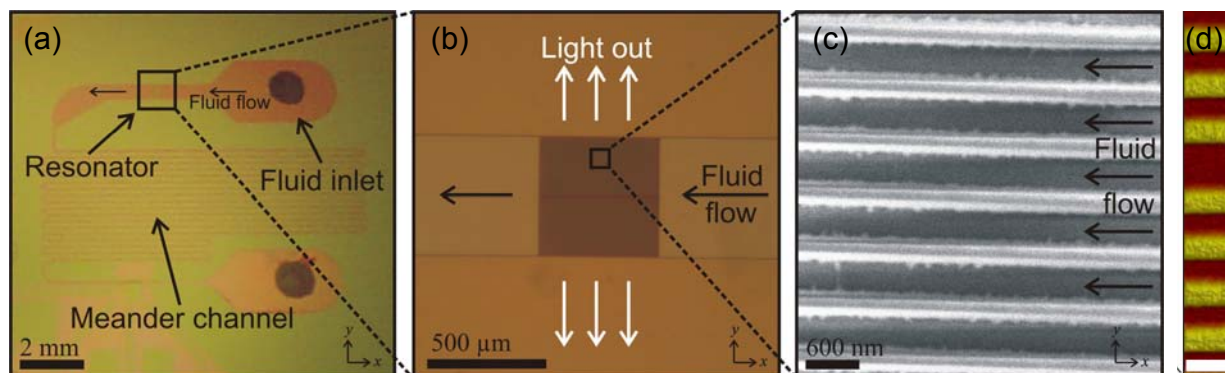 (a)
Fluid flow
Resonator
Fluid inlet
Meander channel
2 mm
y
x
(b)
Light out
Fluid
flow
500 µm
y
x
(c)
Fluid
flow
600 nm
y
x
(d)